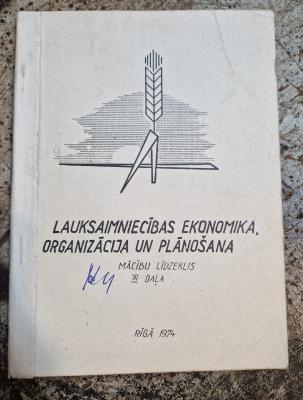 LAUKSAIMNIECĪBAS EKONOMIKA,
ORGANIZĀCIJA UN PLĀNOŠANA
MĀCĪBU LĪDZEKLIS
III DAĻA
RĪGĀ 1974